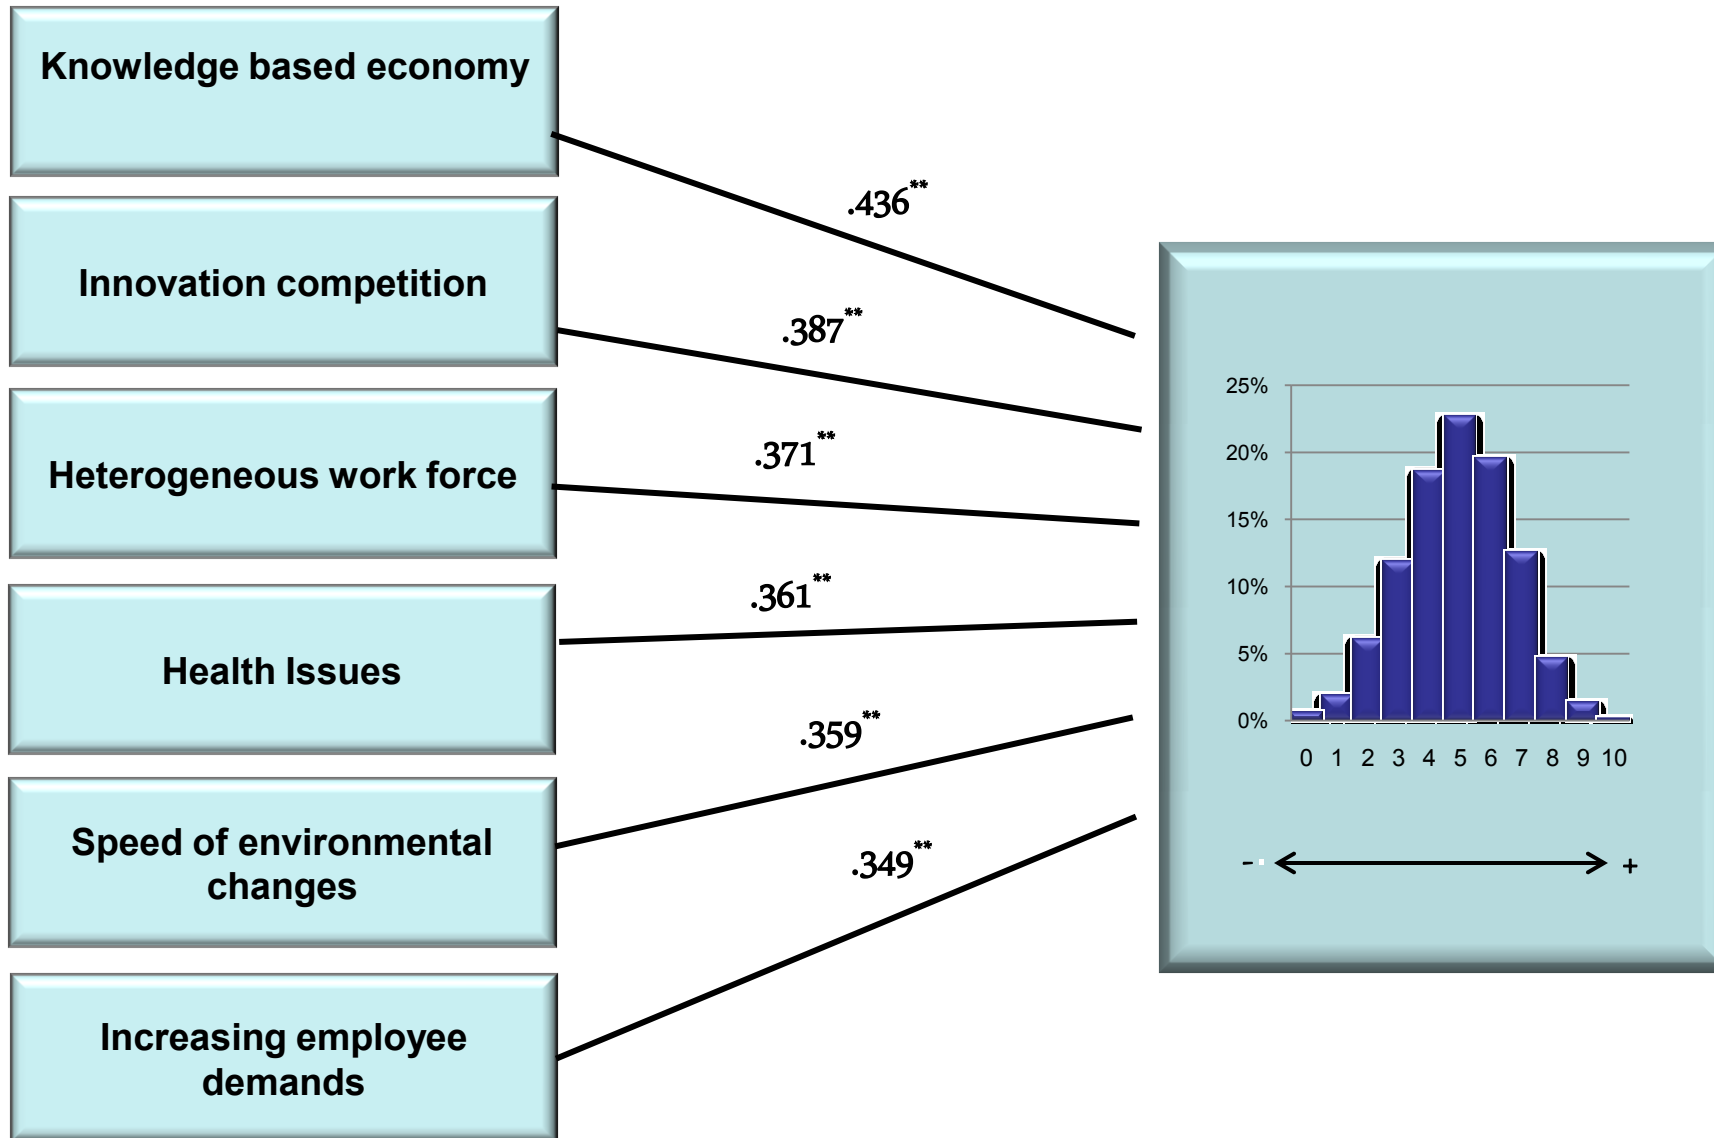 Knowledge based economy
.436**
Innovation competition
.387**
Heterogeneous work force
.371**
Health Issues
.361**
Speed of environmental
changes
.359**
Increasing employee
demands
.349**
25%
20%
15%
10%
5%
0%
0 1 2 3 4 5 6 7 8 9 10
- +